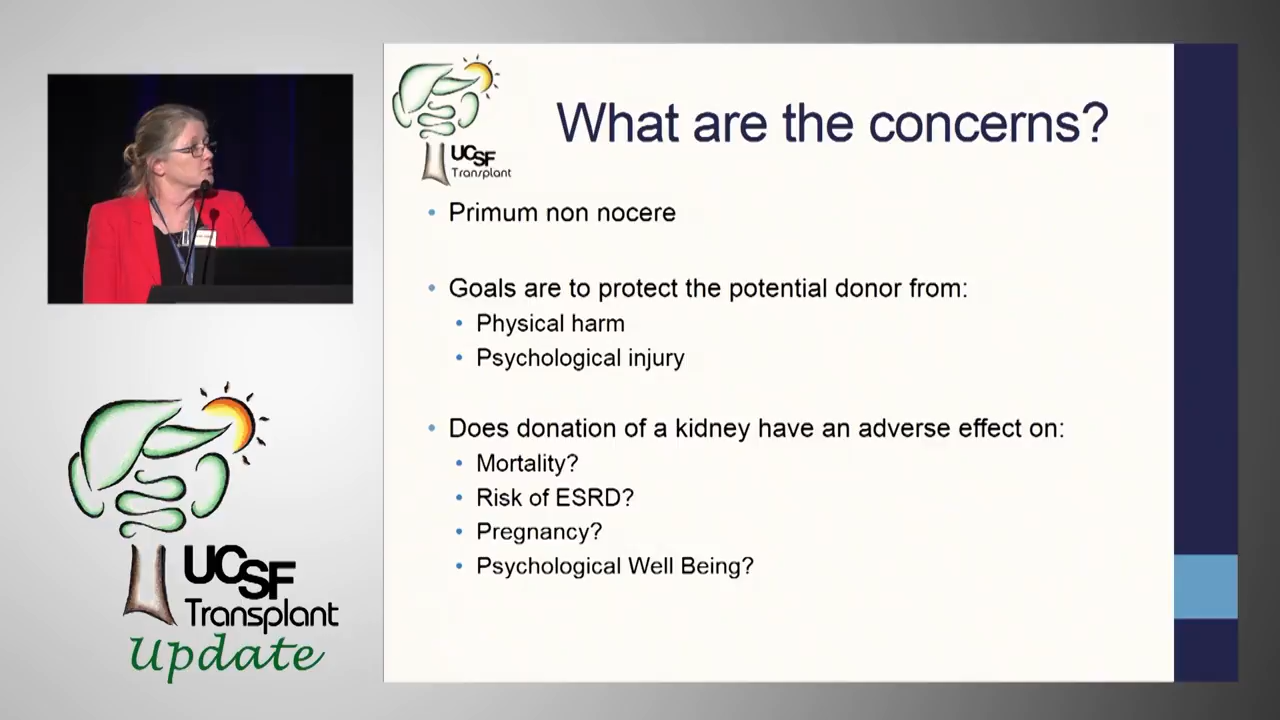 UCSF
Transplant
What are the concerns?
• Primum non nocere
• Goals are to protect the potential donor from:
• Physical harm
• Psychological injury
• Does donation of a kidney have an adverse effect on:
• Mortality?
• Risk of ESRD?
• Pregnancy?
• Psychological Well Being?
UCSF
Transplant
Update